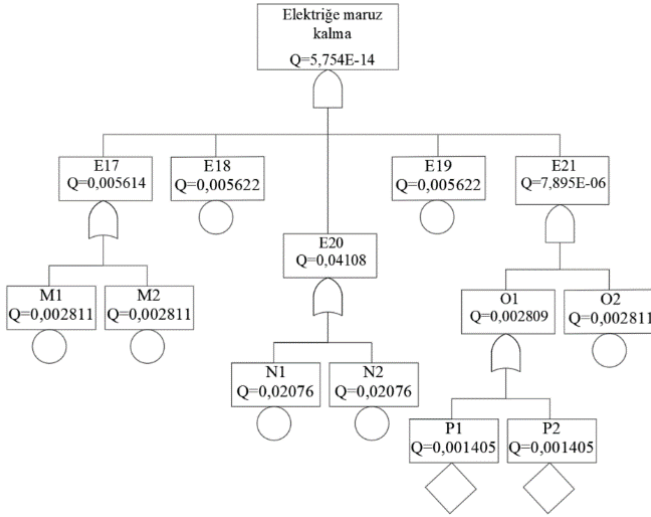 Elektriğe maruz
kalma
Q=5,754E-14
E17
Q=0,005614
E18
Q=0,005622
E19
Q=0,005622
E21
Q=7,895E-06
E20
Q=0,04108
M1
Q=0,002811
M2
Q=0,002811
O1
Q=0,002809
O2
Q=0,002811
N1
Q=0,02076
N2
Q=0,02076
P1
Q=0,001405
P2
Q=0,001405